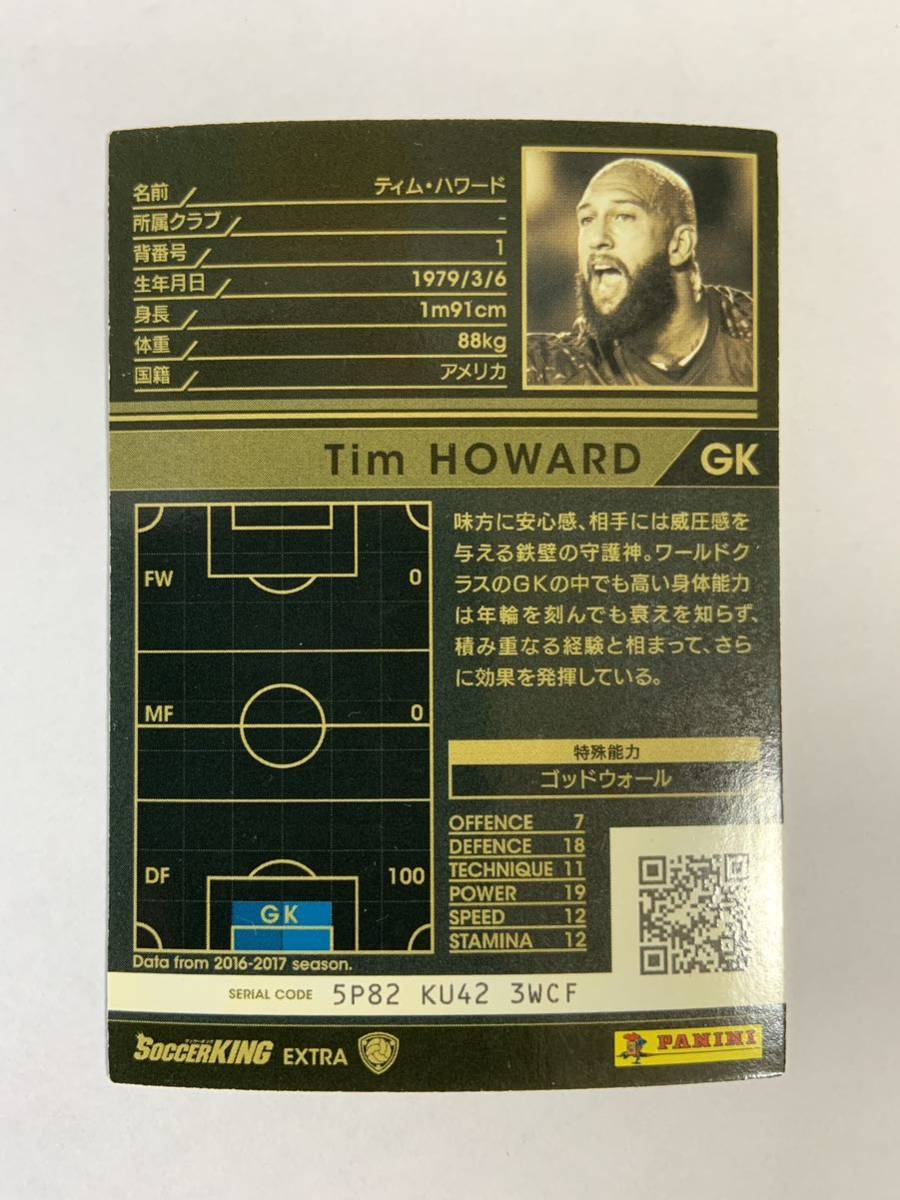 名前 ティム・ハワード
所属クラブ -
背番号 1
生年月日 1979/3/6
身長 1m91cm
体重 88kg
国籍 アメリカ
Tim HOWARD GK
FW 0
MF 0
DF 100
GK
Data from 2016-2017 season.
味方に安心感、相手には威圧感を
与える鉄壁の守護神。ワールドク
ラスのGKの中でも高い身体能力
は年輪を刻んでも衰えを知らず、
積み重なる経験と相まって、さら
に効果を発揮している。
特殊能力
ゴッドウォール
OFFENCE 7
DEFENCE 18
TECHNIQUE 11
POWER 19
SPEED 12
STAMINA 12
SERIAL CODE 5P82 KU42 3WCF
SOCCERKING EXTRA
PANINI